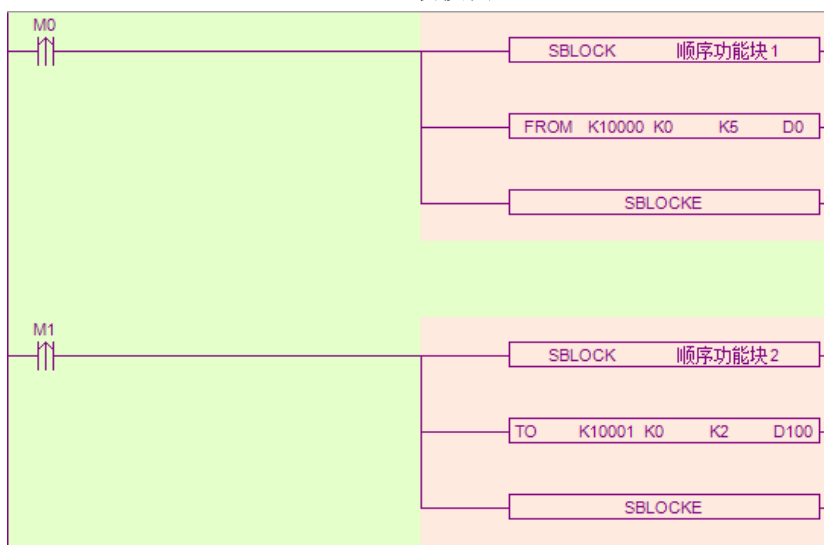 M0
SBLOCK 顺序功能块1
FROM K10000 K0 K5 D0
SBLOCKE
M1
SBLOCK 顺序功能块2
TO K10001 K0 K2 D100
SBLOCKE